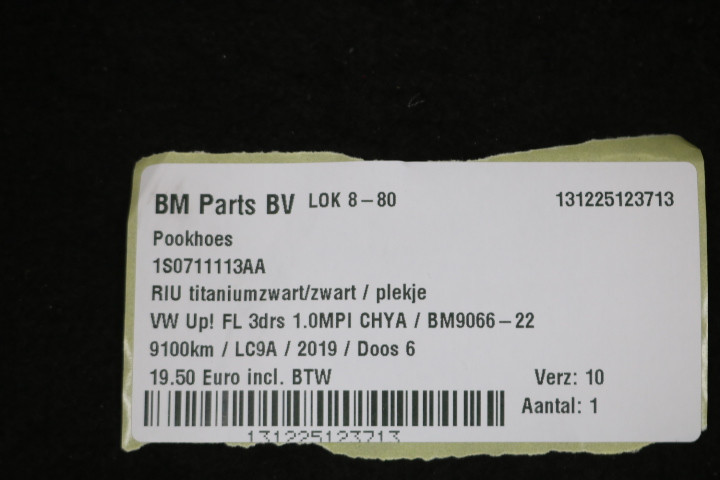 BM Parts BV LOK 8-80 131225123713
Pookhoes
1S0711113AA
RIU titaniumzwart/zwart / plekje
VW Up! FL 3drs 1.0MPI CHYA / BM9066-22
9100km / LC9A / 2019 / Doos 6
19.50 Euro incl. BTW Verz: 10
Aantal: 1
131225123713